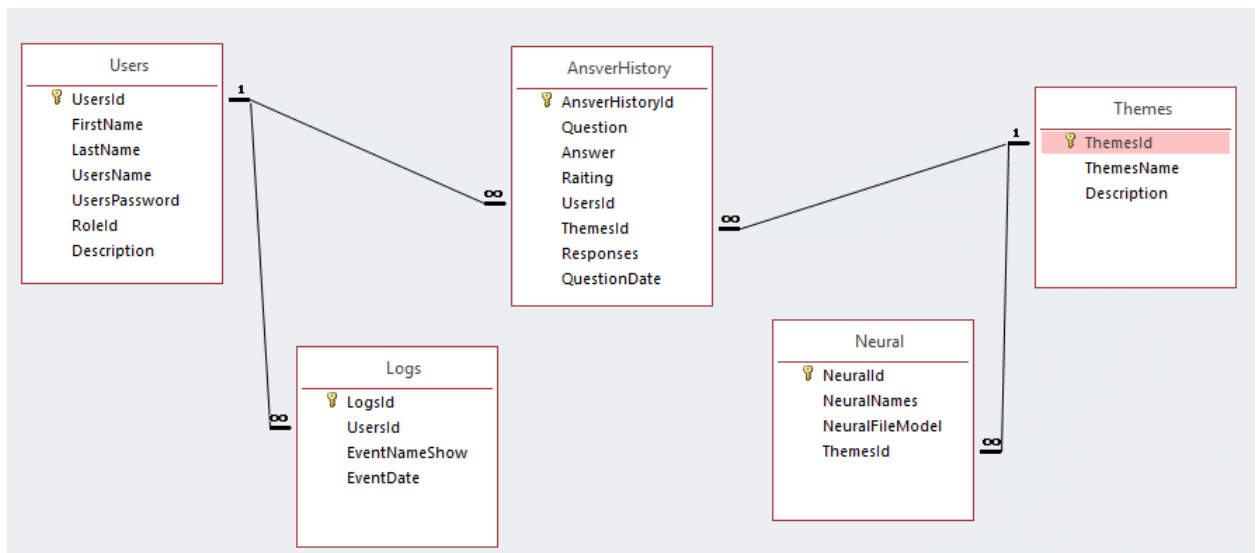 Users
UsersId
FirstName
LastName
UsersName
UsersPassword
RoleId
Description
1
∞
∞
AnsverHistory
AnsverHistoryId
Question
Answer
Raiting
UsersId
ThemesId
Responses
QuestionDate
∞
1
Themes
ThemesId
ThemesName
Description
Logs
LogsId
UsersId
EventNameShow
EventDate
Neural
NeuralId
NeuralNames
NeuralFileModel
ThemesId
∞